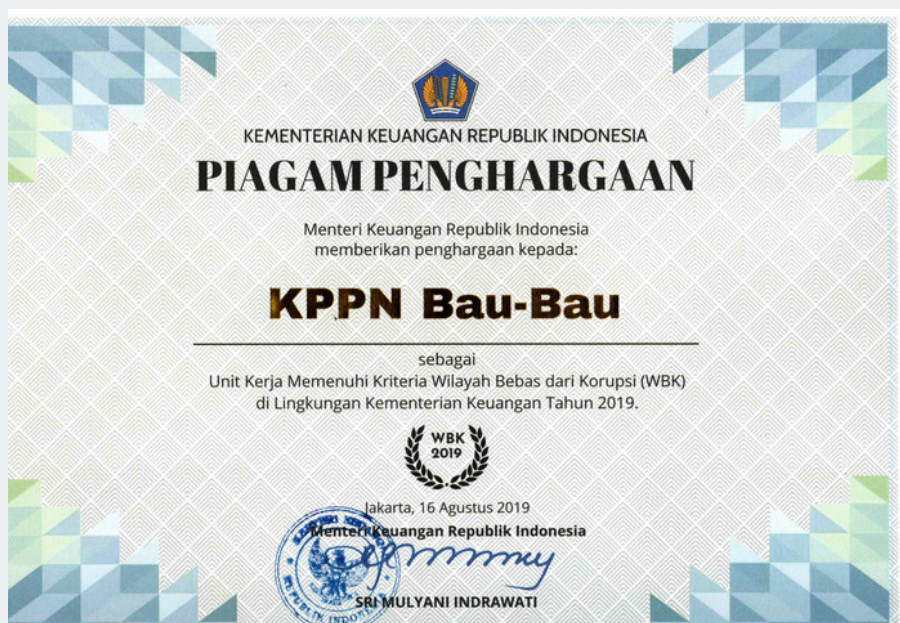 KEMENTERIAN KEUANGAN REPUBLIK INDONESIA
PIAGAM PENGHARGAAN
Menteri Keuangan Republik Indonesia
memberikan penghargaan kepada:
KPPN Bau-Bau
sebagai
Unit Kerja Memenuhi Kriteria Wilayah Bebas dari Korupsi (WBK)
di Lingkungan Kementerian Keuangan Tahun 2019.
WBK
2019
Jakarta, 16 Agustus 2019
Menteri Keuangan Republik Indonesia
REPUBLIK INDONESIA
SRI MULYANI INDRAWATI